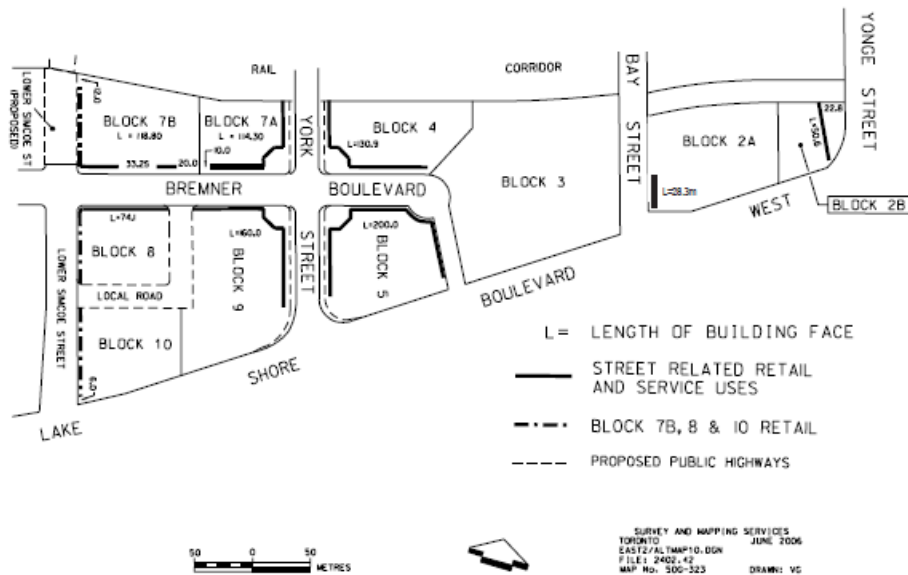 YONGE STREET
RAIL
CORRIDOR
BAY STREET
LOWER SIMCOE ST
(PROPOSED)
12.0
BLOCK 7B
L = 118.80
BLOCK 7A
L = 114.30
10.0
33.25
20.0
YORK STREET
BLOCK 4
L=130.9
BLOCK 3
BLOCK 2A
22.8
L=50.6
L=28.3m
WEST
BLOCK 2B
BREMNER
BOULEVARD
L=74.1
BLOCK 8
LOCAL ROAD
LOWER SIMCOE STREET
BLOCK 10
6.0
L=160.0
BLOCK 9
L=200.0
BLOCK 5
BOULEVARD
SHORE
LAKE
L= LENGTH OF BUILDING FACE
STREET RELATED RETAIL
AND SERVICE USES
BLOCK 7B, 8 & 10 RETAIL
PROPOSED PUBLIC HIGHWAYS
50 0 50
METRES
SURVEY AND MAPPING SERVICES
TORONTO JUNE 2006
EAST2/ALTMAP10.DGN
FILE: 2402.42
MAP No. 50G-323 DRAWN: VG